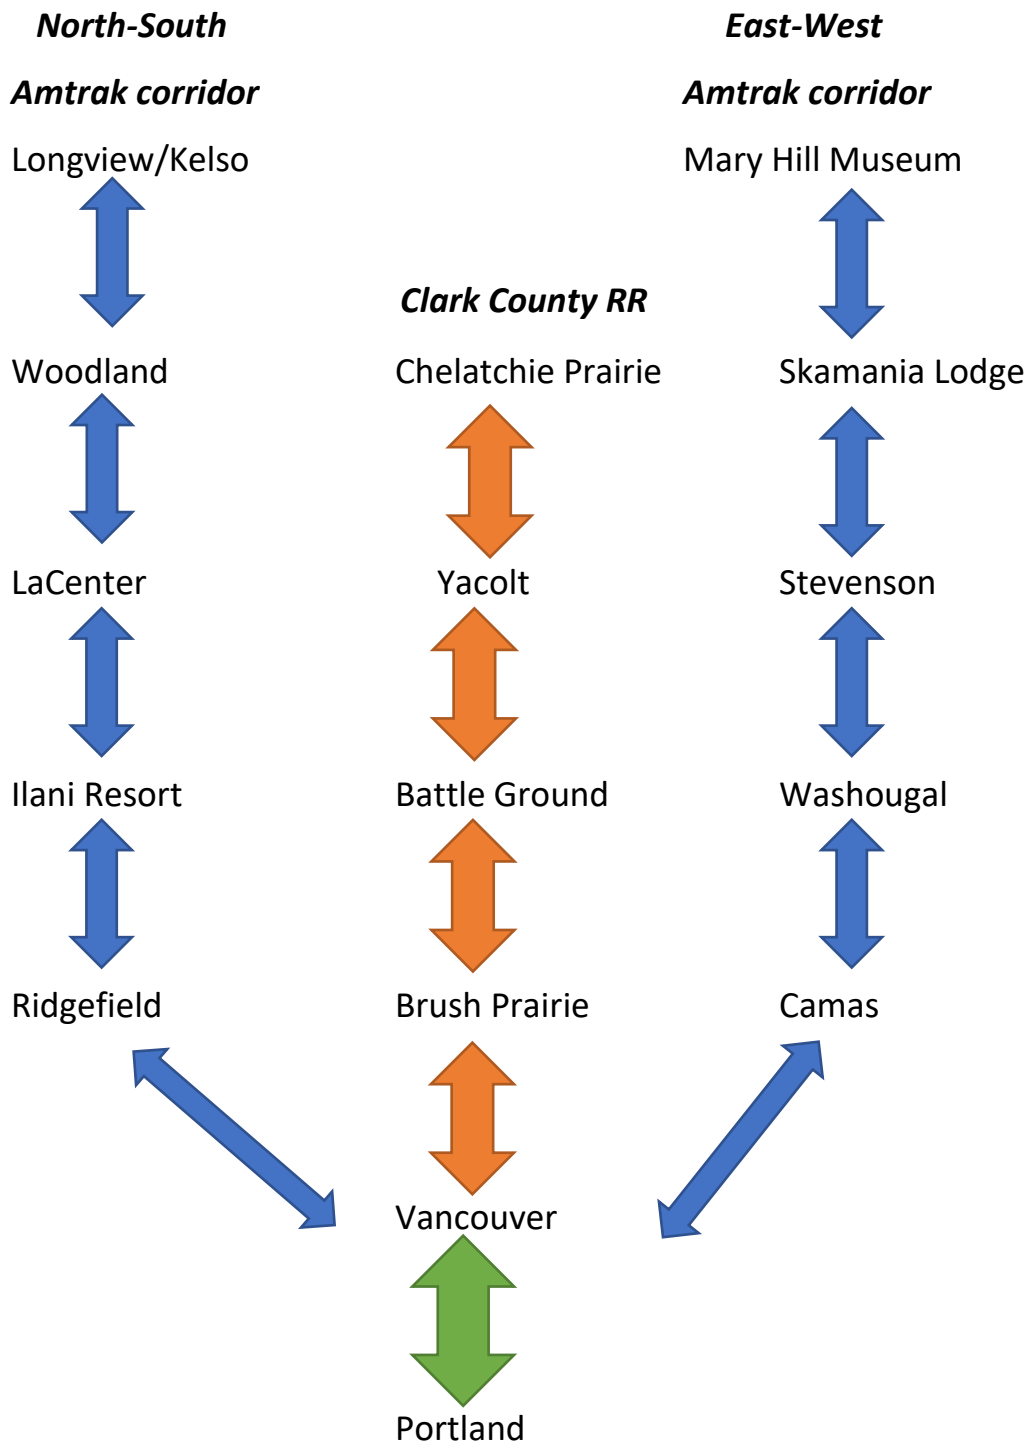 North-South
Amtrak corridor
Longview/Kelso
Woodland
LaCenter
Ilani Resort
Ridgefield
Clark County RR
Chelatchie Prairie
Yacolt
Battle Ground
Brush Prairie
Vancouver
Portland
East-West
Amtrak corridor
Mary Hill Museum
Skamania Lodge
Stevenson
Washougal
Camas